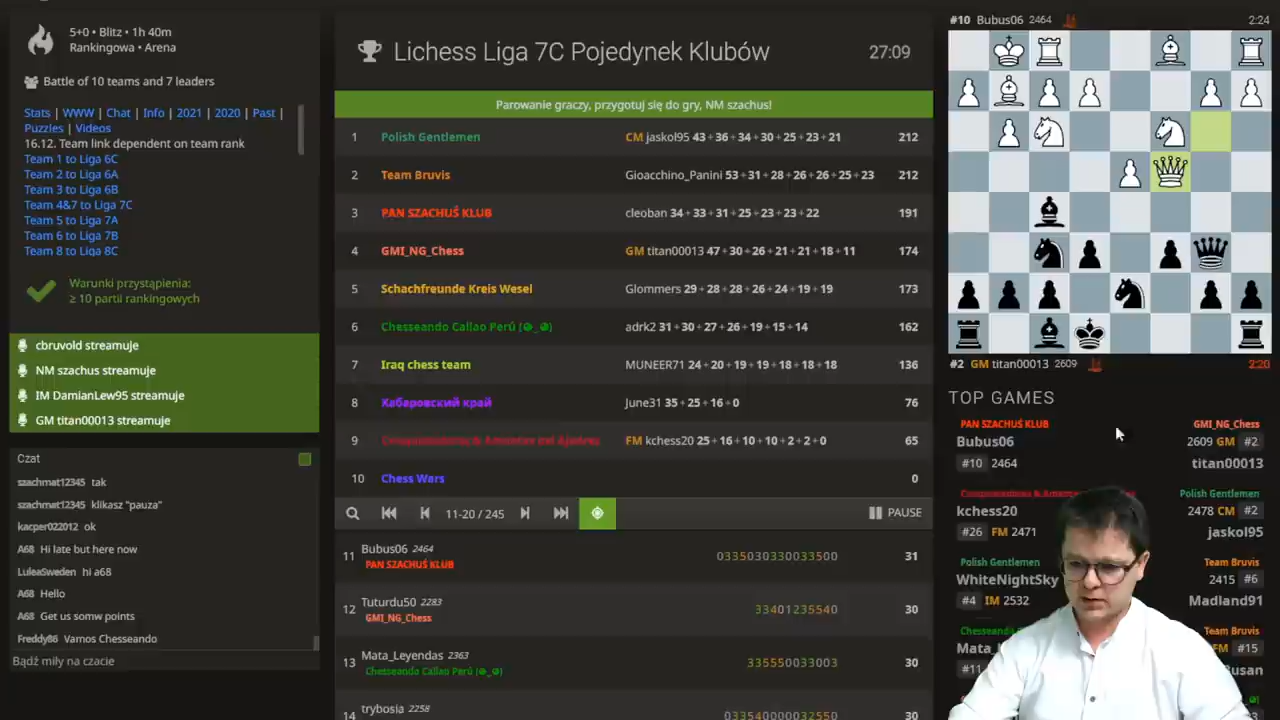 5+0 • Blitz • 1h 40m
Rankingowa • Arena
Battle of 10 teams and 7 leaders
Stats | WWW | Chat | Info | 2021 | 2020 | Past |
Puzzles | Videos
16.12. Team link dependent on team rank
Team 1 to Liga 6C
Team 2 to Liga 6A
Team 3 to Liga 6B
Team 4&7 to Liga 7C
Team 5 to Liga 7A
Team 6 to Liga 7B
Team 8 to Liga 8C
Warunki przystąpienia:
≥ 10 partii rankingowych
cbruvold streamuje
NM szachus streamuje
IM DamianLew95 streamuje
GM titan00013 streamuje
Czat
szachmat12345 tak
szachmat12345 klikasz "pauza"
kacper022012 ok
A68 Hi late but here now
LuleaSweden hi a68
A68 Hello
A68 Get us somw points
Freddy86 Vamos Chesseando
Bądź miły na czacie
Lichess Liga 7C Pojedynek Klubów 27:09
Parowanie graczy, przygotuj się do gry, NM szachus!
1 Polish Gentlemen CM jaskol95 43+36+34+30+25+23+21 212
2 Team Bruvis Gioacchino_Panini 53+31+28+26+26+25+23 212
3 PAN SZACHUŚ KLUB cleoban 34+33+31+25+23+23+22 191
4 GMI_NG_Chess GM titan00013 47+30+26+21+21+18+11 174
5 Schachfreunde Kreis Wesel Glommers 29+28+28+26+24+19+19 173
6 Chesseando Callao Perú (◕_◕) adrk2 31+30+27+26+19+15+14 162
7 Iraq chess team MUNEER71 24+20+19+19+18+18+18 136
8 Хабаровский край June31 35+25+16+0 76
9 FM kchess20 25+16+10+10+2+2+0 65
10 Chess Wars 0
11-20 / 245 PAUSE
11 Bubus06 2464 0335030330033500 31
PAN SZACHUŚ KLUB
12 Tuturdu50 2283 33401235540 30
GMI_NG_Chess
13 Mata_Leyendas 2363 335550033003 30
Chesseando Callao Perú (◕_◕)
14 trybosia 2258 033540000032550 30
#10 Bubus06 2464 2:24
#2 GM titan00013 2609 2:20
TOP GAMES
PAN SZACHUŚ KLUB GMI_NG_Chess
Bubus06 2609 GM #2
#10 2464 titan00013
Polish Gentlemen
kchess20 2478 CM #2
#26 FM 2471 jaskol95
Polish Gentlemen Team Bruvis
WhiteNightSky 2415 #6
#4 IM 2532 Madland91
Team Bruvis
FM #15
#11